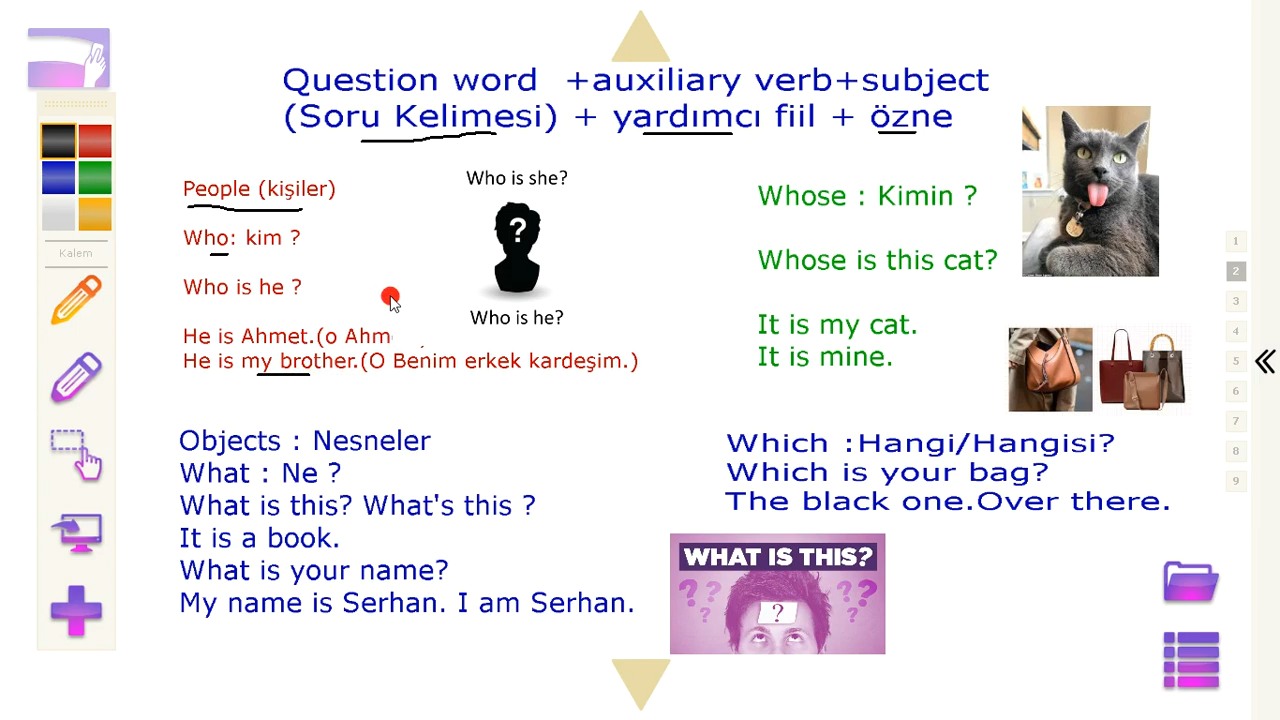 Question word +auxiliary verb+subject
(Soru Kelimesi) + yardımcı fiil + özne
People (kişiler)
Who: kim ?
Who is he ?
He is Ahmet.(o Ahm
He is my brother.(O Benim erkek kardeşim.)
Who is she?
?
Who is he?
Whose : Kimin ?
Whose is this cat?
It is my cat.
It is mine.
Objects : Nesneler
What : Ne ?
What is this? What's this ?
It is a book.
What is your name?
My name is Serhan. I am Serhan.
Which :Hangi/Hangisi?
Which is your bag?
The black one.Over there.
WHAT IS THIS?
?
Kalem
1
2
3
4
5
6
7
8
9